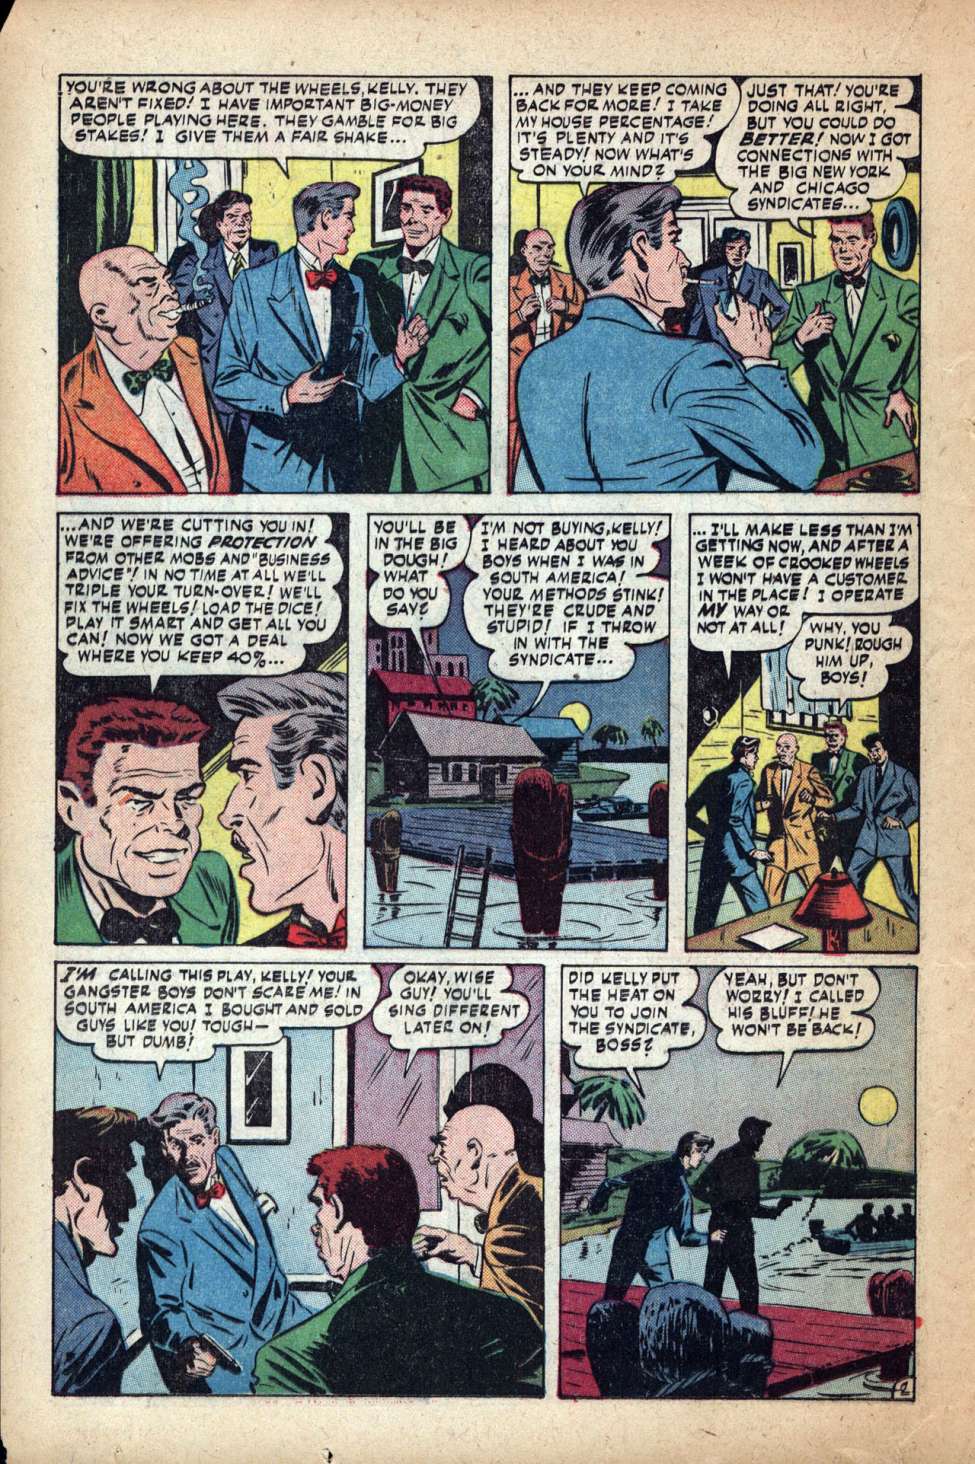 YOU'RE WRONG ABOUT THE WHEELS, KELLY. THEY
AREN'T FIXED! I HAVE IMPORTANT BIG-MONEY
PEOPLE PLAYING HERE. THEY GAMBLE FOR BIG
STAKES! I GIVE THEM A FAIR SHAKE...
...AND THEY KEEP COMING
BACK FOR MORE! I TAKE
MY HOUSE PERCENTAGE!
IT'S PLENTY AND IT'S
STEADY! NOW WHAT'S
ON YOUR MIND?
JUST THAT! YOU'RE
DOING ALL RIGHT,
BUT YOU COULD DO
BETTER! NOW I GOT
CONNECTIONS WITH
THE BIG NEW YORK
AND CHICAGO
SYNDICATES...
...AND WE'RE CUTTING YOU IN!
WE'RE OFFERING PROTECTION
FROM OTHER MOBS AND "BUSINESS
ADVICE"! IN NO TIME AT ALL WE'LL
TRIPLE YOUR TURN-OVER! WE'LL
FIX THE WHEELS! LOAD THE DICE!
PLAY IT SMART AND GET ALL YOU
CAN! NOW WE GOT A DEAL
WHERE YOU KEEP 40%...
YOU'LL BE
IN THE BIG
DOUGH!
WHAT
DO YOU
SAY?
I'M NOT BUYING, KELLY!
I HEARD ABOUT YOU
BOYS WHEN I WAS IN
SOUTH AMERICA!
YOUR METHODS STINK!
THEY'RE CRUDE AND
STUPID! IF I THROW
IN WITH THE
SYNDICATE...
...I'LL MAKE LESS THAN I'M
GETTING NOW, AND AFTER A
WEEK OF CROOKED WHEELS
I WON'T HAVE A CUSTOMER
IN THE PLACE! I OPERATE
MY WAY OR
NOT AT ALL!
WHY, YOU
PUNK! ROUGH
HIM UP,
BOYS!
I'M CALLING THIS PLAY, KELLY! YOUR
GANGSTER BOYS DON'T SCARE ME! IN
SOUTH AMERICA I BOUGHT AND SOLD
GUYS LIKE YOU! TOUGH—
BUT DUMB!
OKAY, WISE
GUY! YOU'LL
SING DIFFERENT
LATER ON!
DID KELLY PUT
THE HEAT ON
YOU TO JOIN
THE SYNDICATE,
BOSS?
YEAH, BUT DON'T
WORRY! I CALLED
HIS BLUFF! HE
WON'T BE BACK!
2